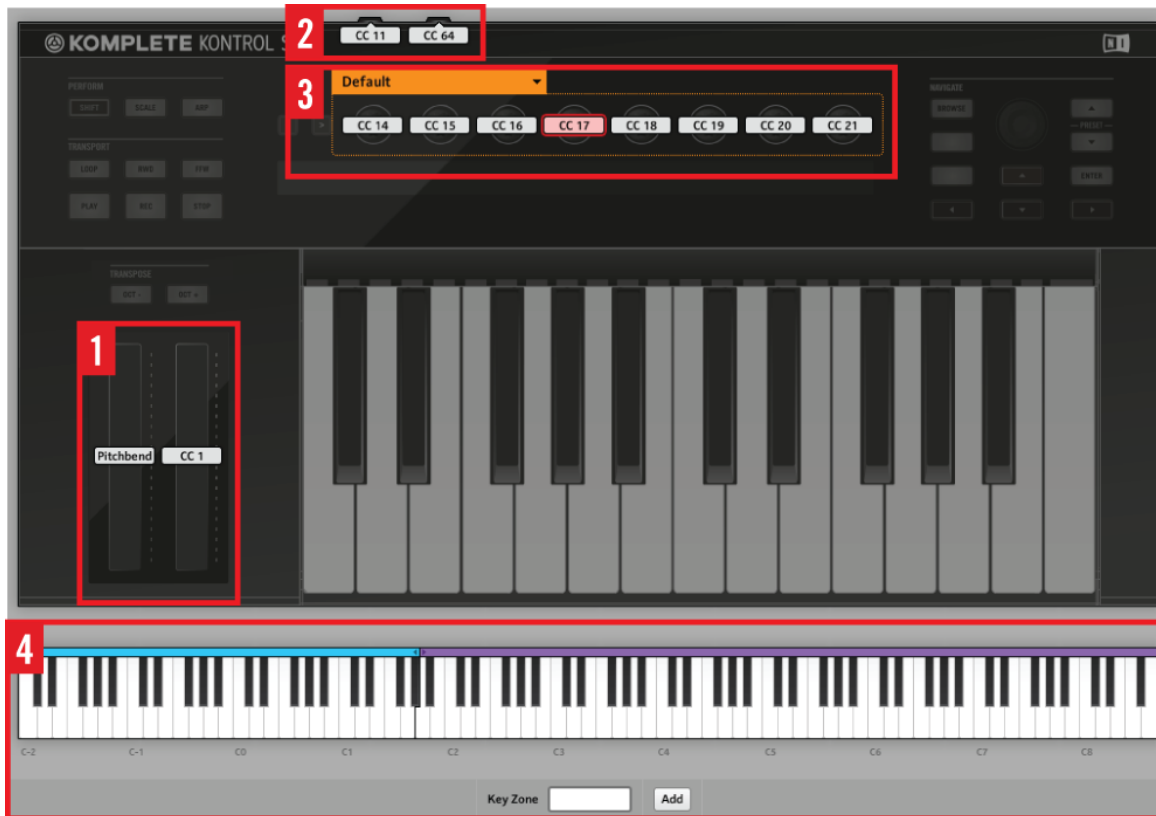 2
CC 11 CC 64
KOMPLETE KONTROL S
3
Default
CC 14 CC 15 CC 16 CC 17 CC 18 CC 19 CC 20 CC 21
PERFORM
SHIFT SCALE ARP
TRANSPORT
LOOP RWD FFW
PLAY REC STOP
NAVIGATE
BROWSE
PRESET
ENTER
TRANSPOSE
OCT - OCT +
1
Pitchbend CC 1
4
C-2 C-1 C0 C1 C2 C3 C4 C5 C6 C7 C8
Key Zone Add